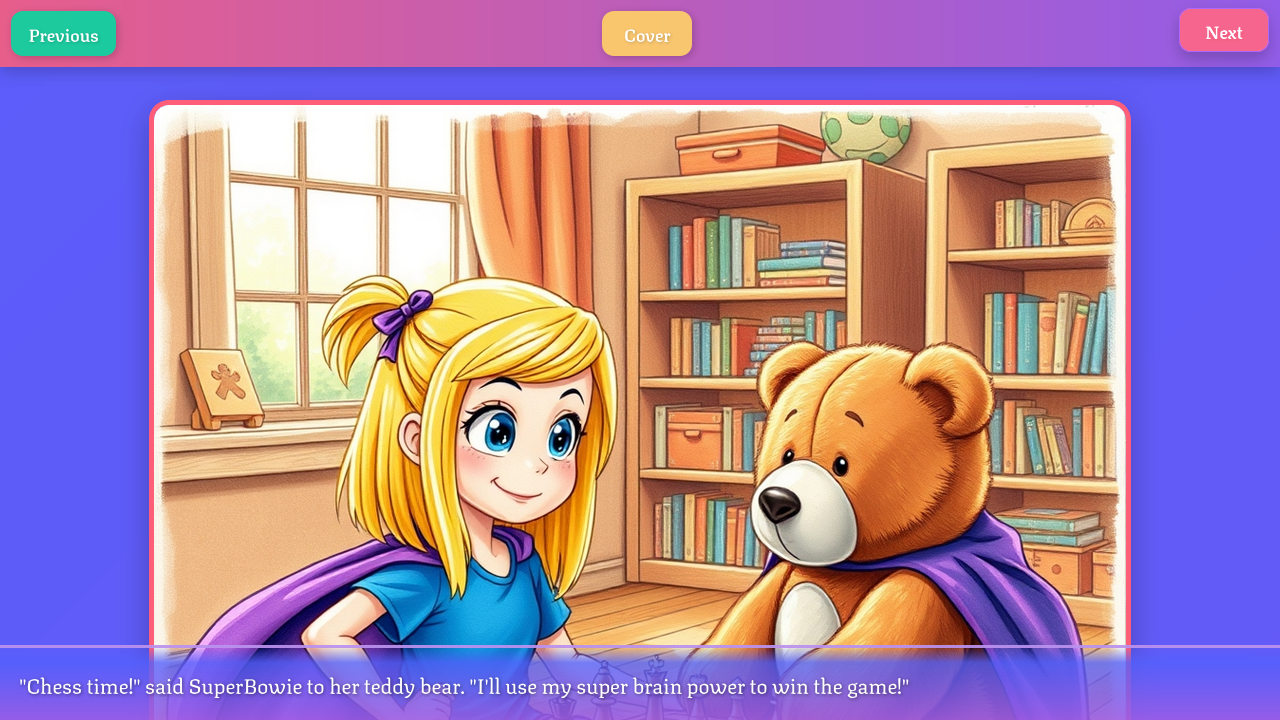 Previous
Cover
Next
"Chess time!" said SuperBowie to her teddy bear. "I'll use my super brain power to win the game!"